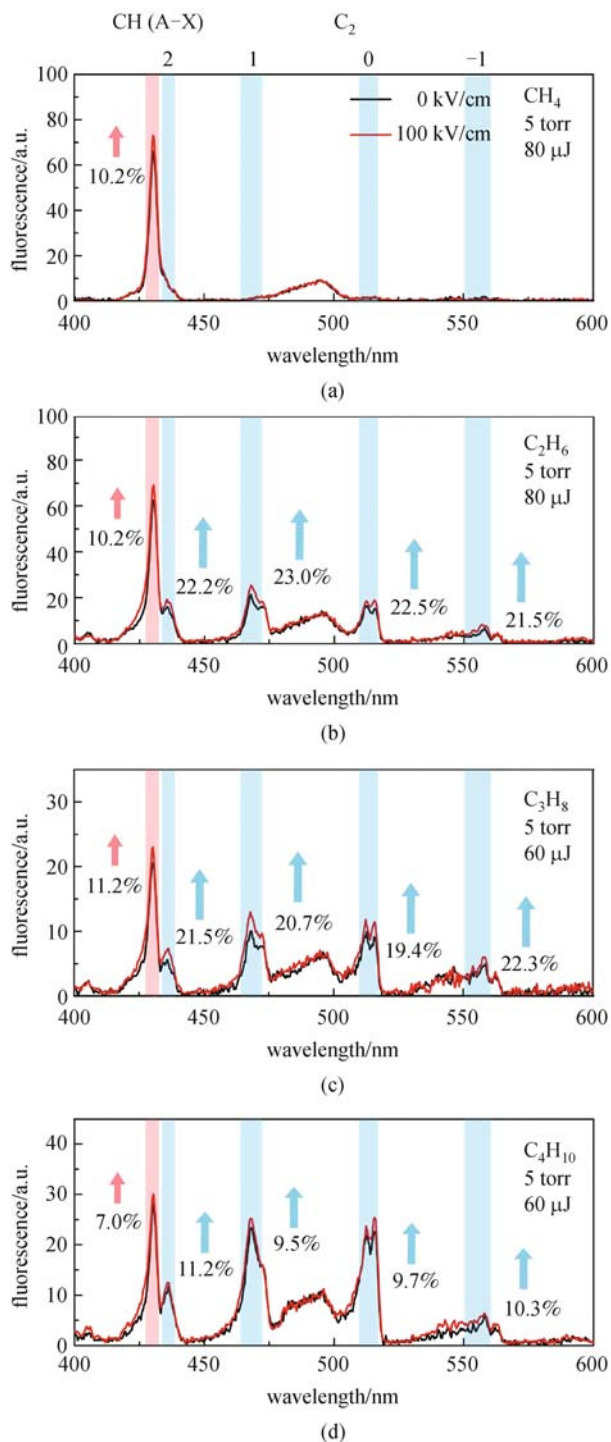 CH (A−X) C₂
2 1 0 −1
100
80
60
40
20
0
fluorescence/a.u.
0 kV/cm
100 kV/cm
CH₄
5 torr
80 μJ
10.2%
400 450 500 550 600
wavelength/nm
(a)
100
80
60
40
20
0
fluorescence/a.u.
C₂H₆
5 torr
80 μJ
10.2%
22.2%
23.0%
22.5%
21.5%
400 450 500 550 600
wavelength/nm
(b)
30
20
10
0
fluorescence/a.u.
C₃H₈
5 torr
60 μJ
11.2%
21.5%
20.7%
19.4%
22.3%
400 450 500 550 600
wavelength/nm
(c)
40
30
20
10
0
fluorescence/a.u.
C₄H₁₀
5 torr
60 μJ
7.0%
11.2%
9.5%
9.7%
10.3%
400 450 500 550 600
wavelength/nm
(d)